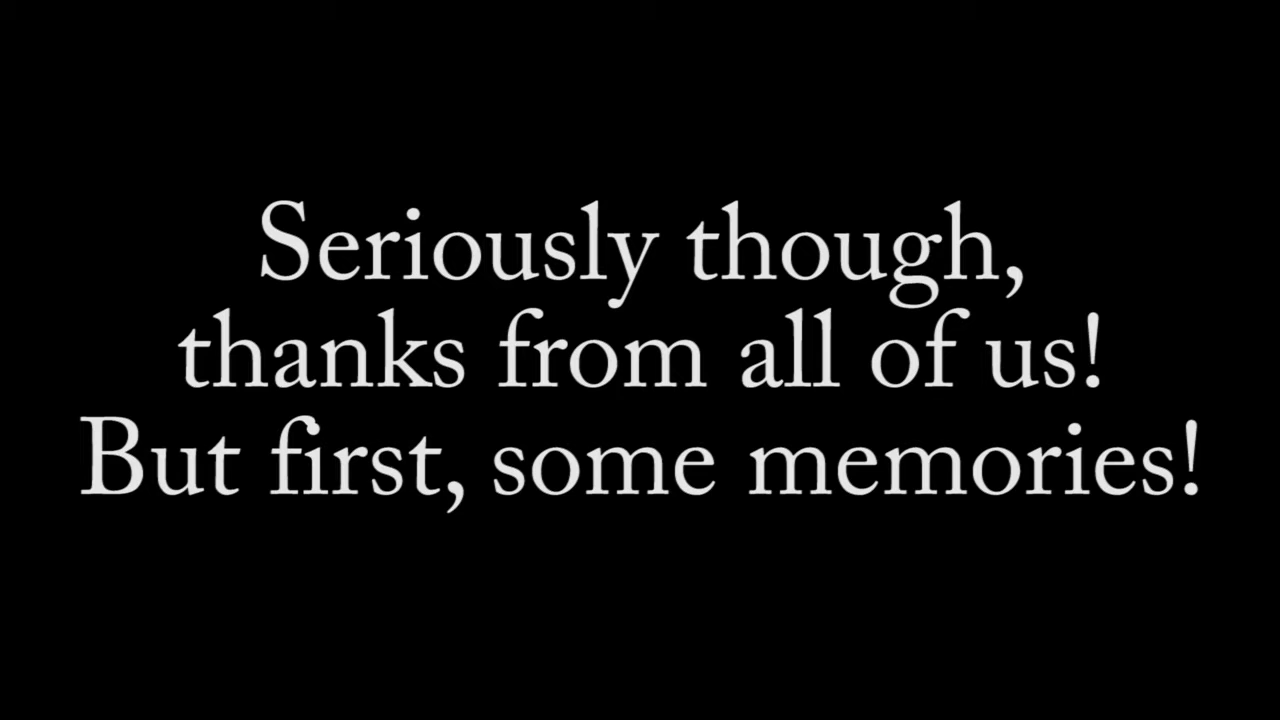 Seriously though,
thanks from all of us!
But first, some memories!